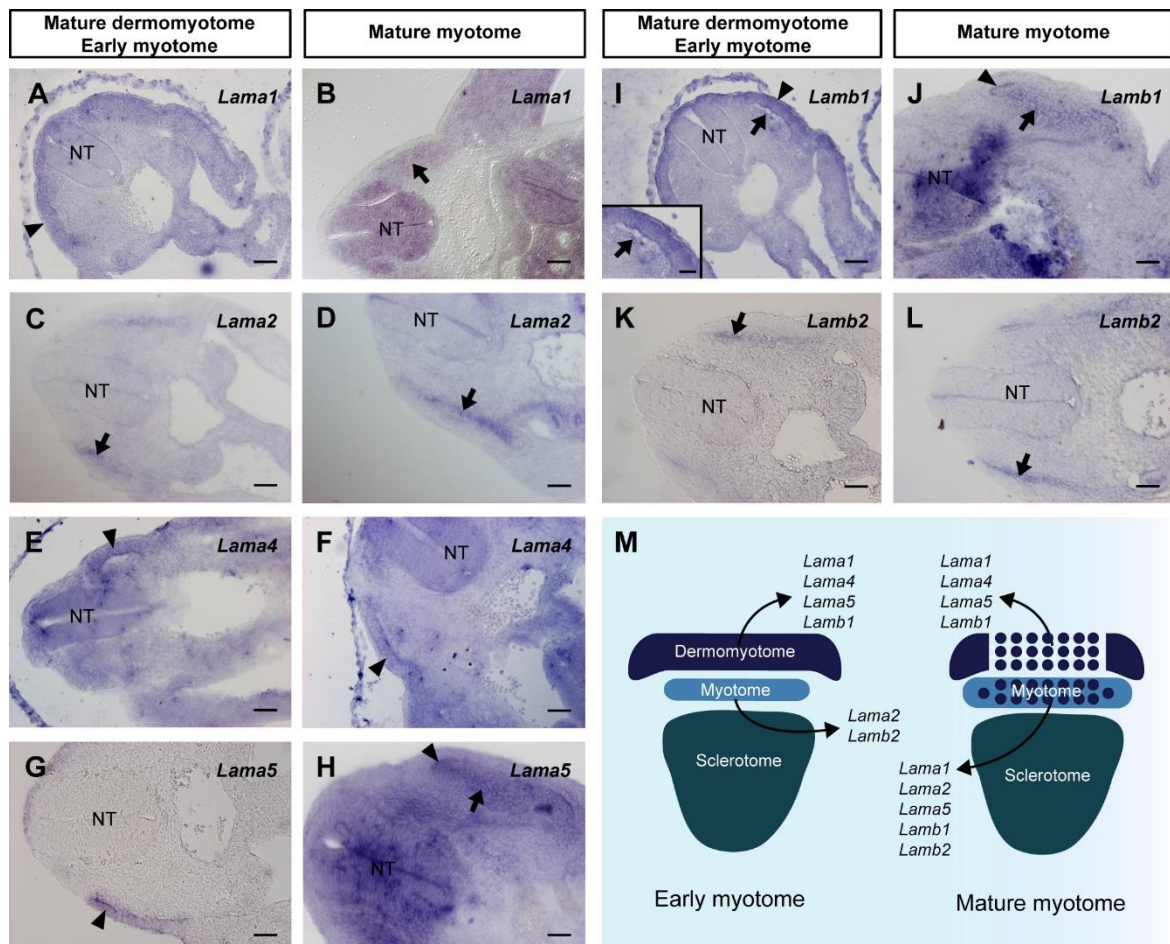 Mature dermomyotome
Early myotome
Mature myotome
Mature dermomyotome
Early myotome
Mature myotome
A
Lama1
NT
B
Lama1
NT
I
Lamb1
NT
J
Lamb1
NT
C
Lama2
NT
D
Lama2
NT
K
Lamb2
NT
L
Lamb2
NT
E
Lama4
NT
F
Lama4
NT
G
Lama5
NT
H
Lama5
NT
M
Lama1
Lama4
Lama5
Lamb1
Dermomyotome
Myotome
Lama2
Lamb2
Sclerotome
Early myotome
Lama1
Lama4
Lama5
Lamb1
Myotome
Sclerotome
Lama1
Lama2
Lama5
Lamb1
Lamb2
Mature myotome